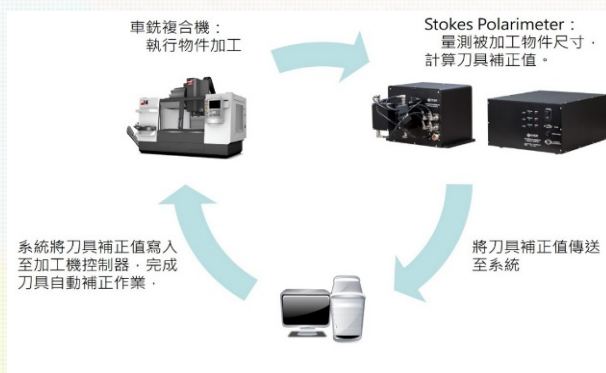 車銑複合機：
執行物件加工
Stokes Polarimeter：
量測被加工物件尺寸，
計算刀具補正值。
系統將刀具補正值寫入
至加工機控制器，完成
刀具自動補正作業，
將刀具補正值傳送
至系統